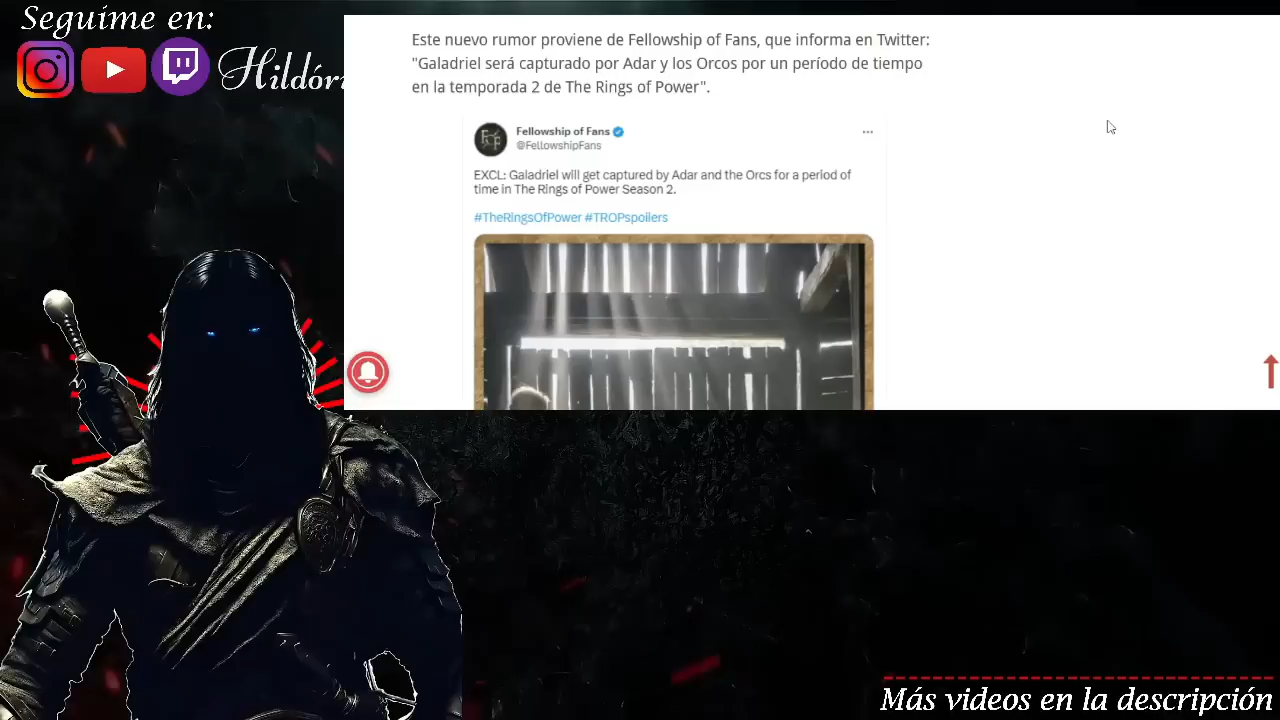 Seguíme en:
Hildóri
Este nuevo rumor proviene de Fellowship of Fans, que informa en Twitter:
"Galadriel será capturado por Adar y los Orcos por un período de tiempo
en la temporada 2 de The Rings of Power".
Fellowship of Fans
@FellowshipFans
EXCL: Galadriel will get captured by Adar and the Orcs for a period of
time in The Rings of Power Season 2.
#TheRingsOfPower #TROPspoilers
Más videos en la descripción